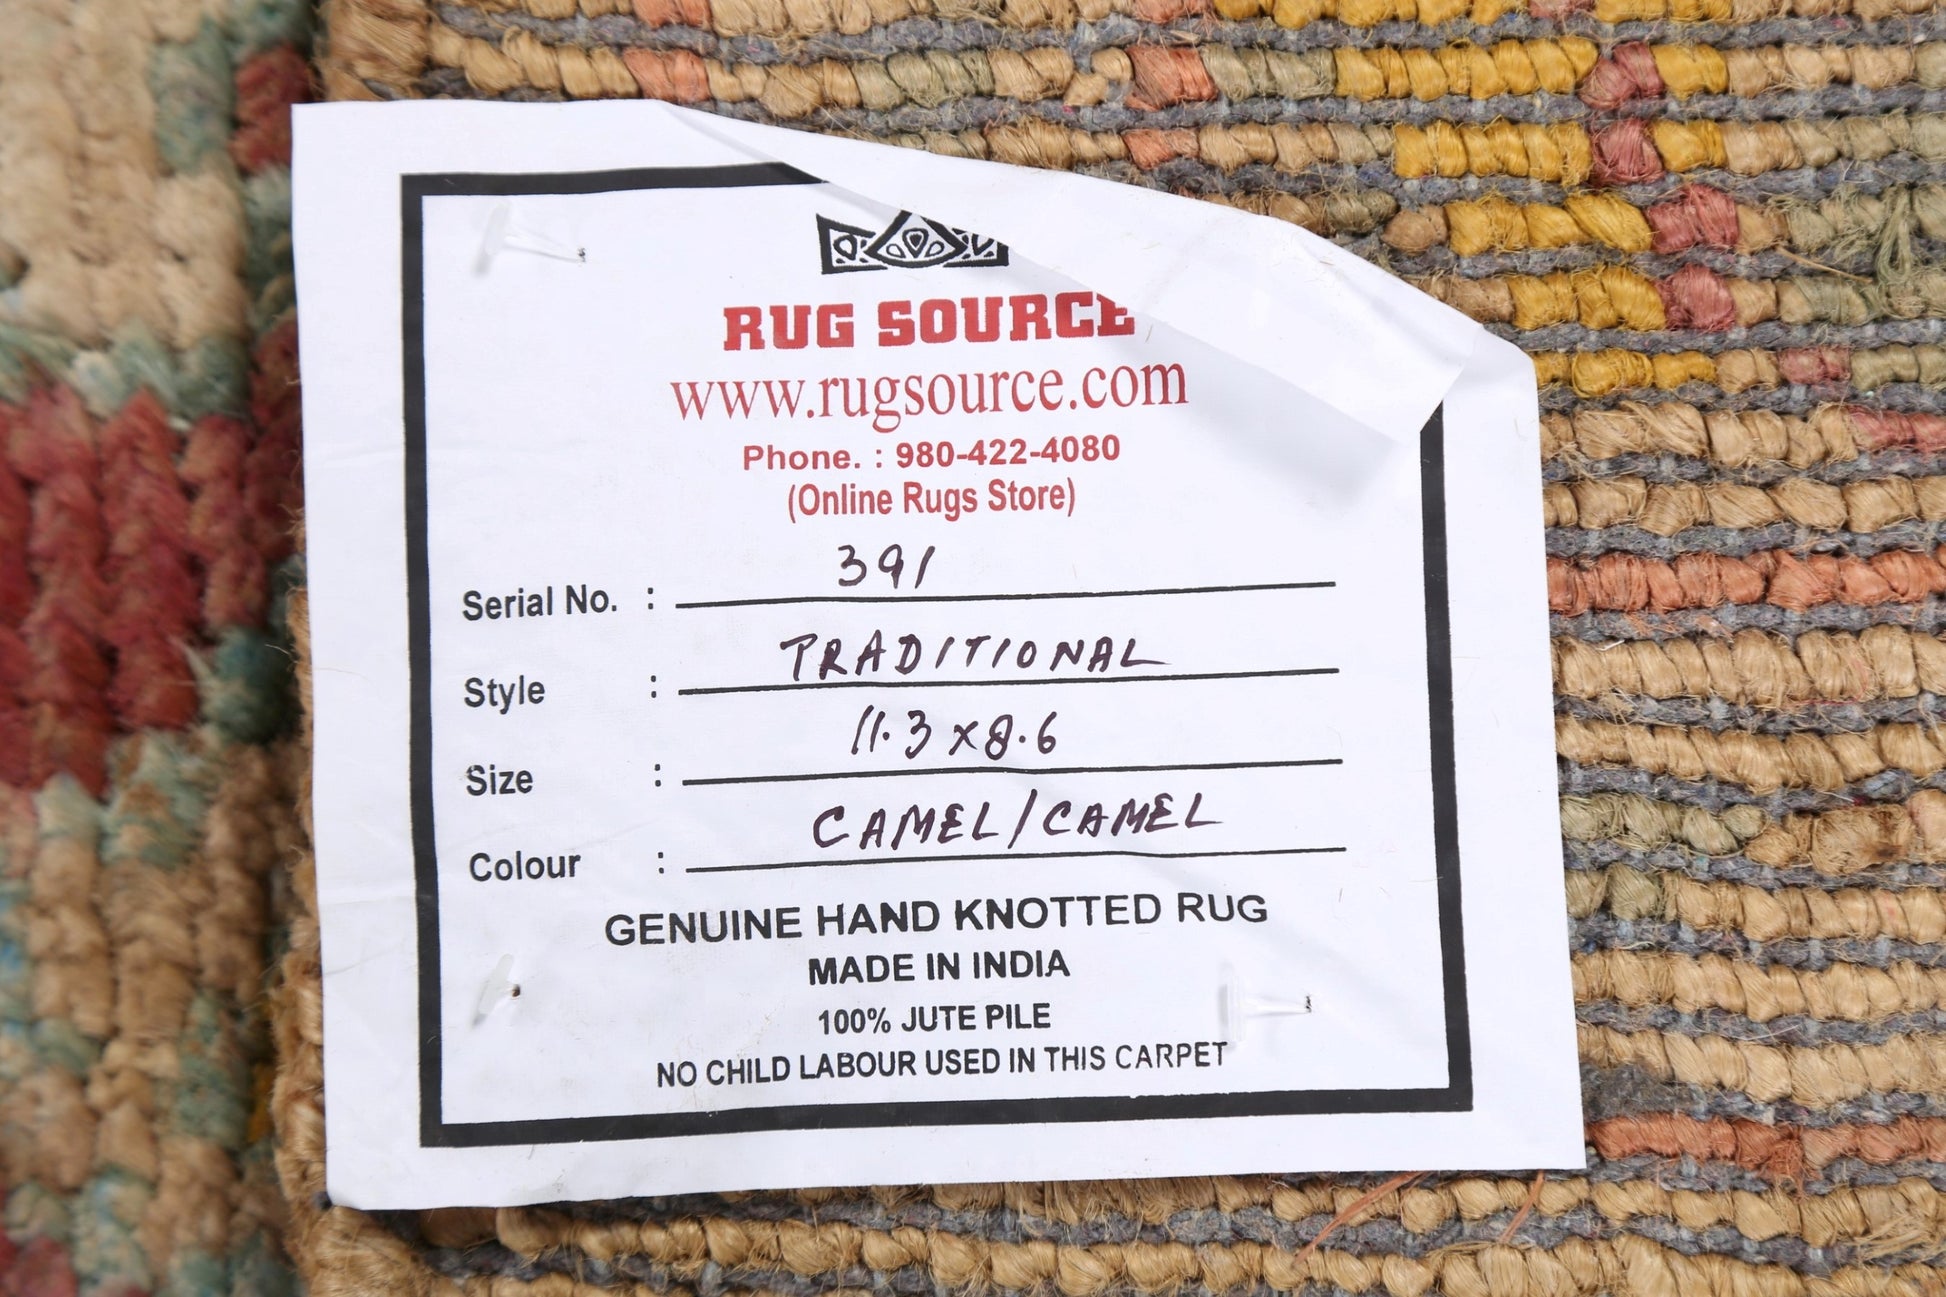 RUG SOURCE
www.rugsource.com
Phone. : 980-422-4080
(Online Rugs Store)
Serial No. : 391
Style : TRADITIONAL
Size : 11.3 x 8.6
Colour : CAMEL/CAMEL
GENUINE HAND KNOTTED RUG
MADE IN INDIA
100% JUTE PILE
NO CHILD LABOUR USED IN THIS CARPET